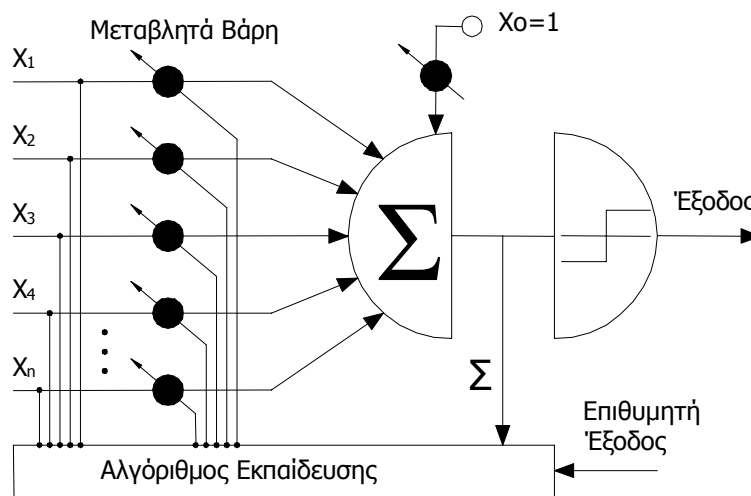 Μεταβλητά Βάρη
Xo=1
X1
X2
X3
X4
Xn
Σ
Έξοδος
Σ
Επιθυμητή
Έξοδος
Αλγόριθμος Εκπαίδευσης